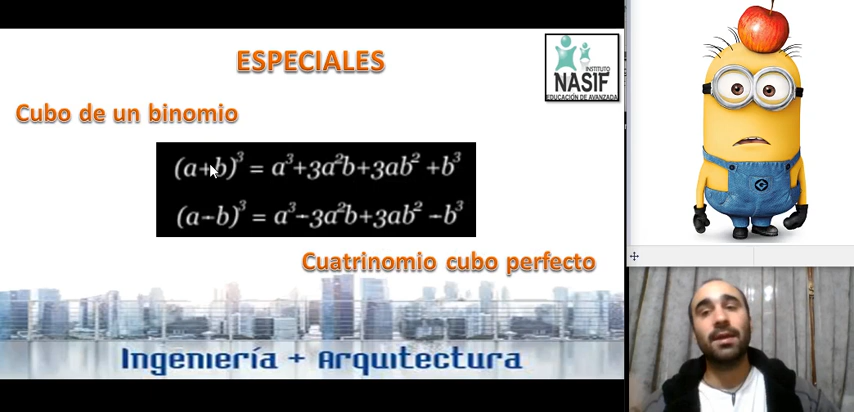 ESPECIALES
INSTITUTO
NASIF
EDUCACIÓN DE AVANZADA
Cubo de un binomio
(a+b)³ = a³+3a²b+3ab² +b³
(a-b)³ = a³-3a²b+3ab² -b³
Cuatrinomio cubo perfecto
Ingeniería + Arquitectura